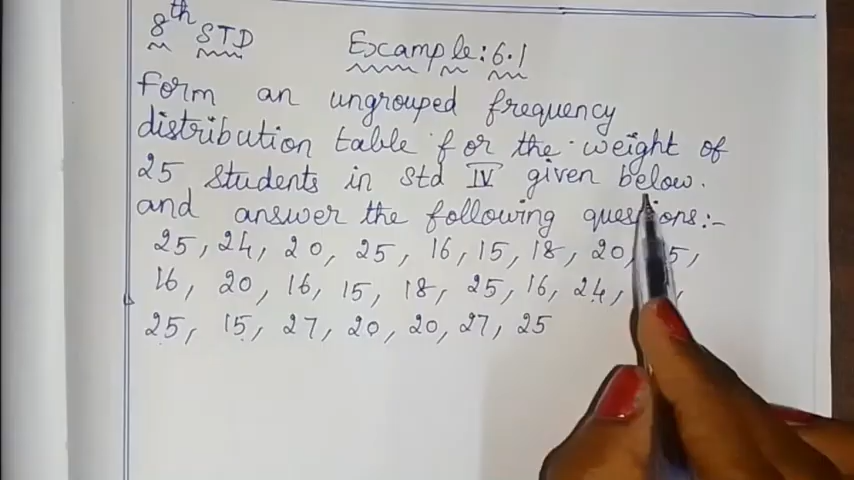 8th STD
Example: 6.1
Form an ungrouped frequency
distribution table for the weight of
25 students in std IV given below.
and answer the following questions:-
25, 24, 20, 25, 16, 15, 18, 20, 5,
16, 20, 16, 15, 18, 25, 16, 24,
25, 15, 27, 20, 20, 27, 25